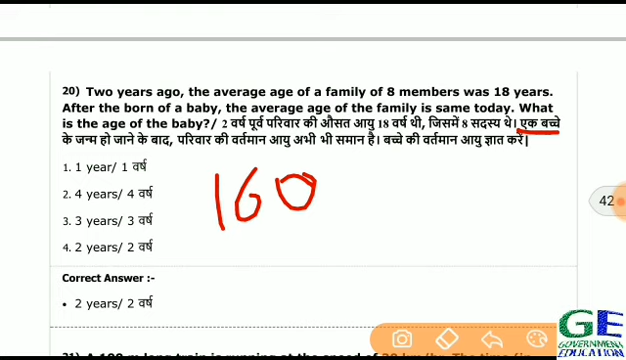 20) Two years ago, the average age of a family of 8 members was 18 years.
After the born of a baby, the average age of the family is same today. What
is the age of the baby?/ 2 वर्ष पूर्व परिवार की औसत आयु 18 वर्ष थी, जिसमें 8 सदस्य थे। एक बच्चे
के जन्म हो जाने के बाद, परिवार की वर्तमान आयु अभी भी समान है। बच्चे की वर्तमान आयु ज्ञात करें|
1. 1 year/ 1 वर्ष
2. 4 years/ 4 वर्ष
3. 3 years/ 3 वर्ष
4. 2 years/ 2 वर्ष
160
42
Correct Answer :-
• 2 years/ 2 वर्ष
GE
GOVERNMENT
EDUCATION